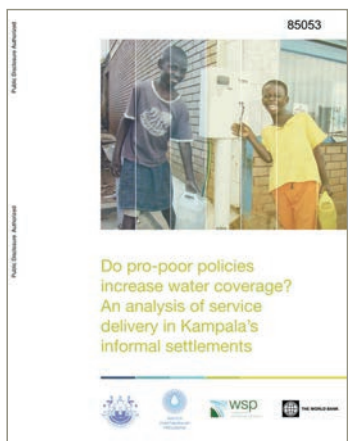 85053
Public Disclosure Authorized
Public Disclosure Authorized
Do pro-poor policies
increase water coverage?
An analysis of service
delivery in Kampala's
informal settlements
wsp
THE WORLD BANK